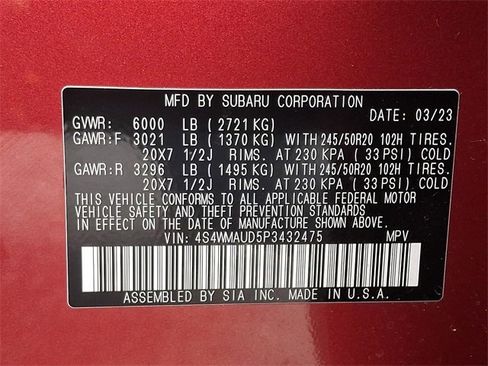 MFD BY SUBARU CORPORATION
GVWR: 6000 LB ( 2721 KG) DATE: 03/23
GAWR:F 3021 LB ( 1370 KG) WITH 245/50R20 102H TIRES.
20X7 1/2J RIMS. AT 230 KPA ( 33 PSI) COLD
GAWR:R 3296 LB ( 1495 KG) WITH 245/50R20 102H TIRES.
20X7 1/2J RIMS. AT 230 KPA ( 33 PSI) COLD
THIS VEHICLE CONFORMS TO ALL APPLICABLE FEDERAL MOTOR
VEHICLE SAFETY AND THEFT PREVENTION STANDARDS
IN EFFECT ON THE DATE OF MANUFACTURE SHOWN ABOVE.
VIN: 4S4WMAUD5P3432475 MPV
ASSEMBLED BY SIA INC. MADE IN U.S.A.